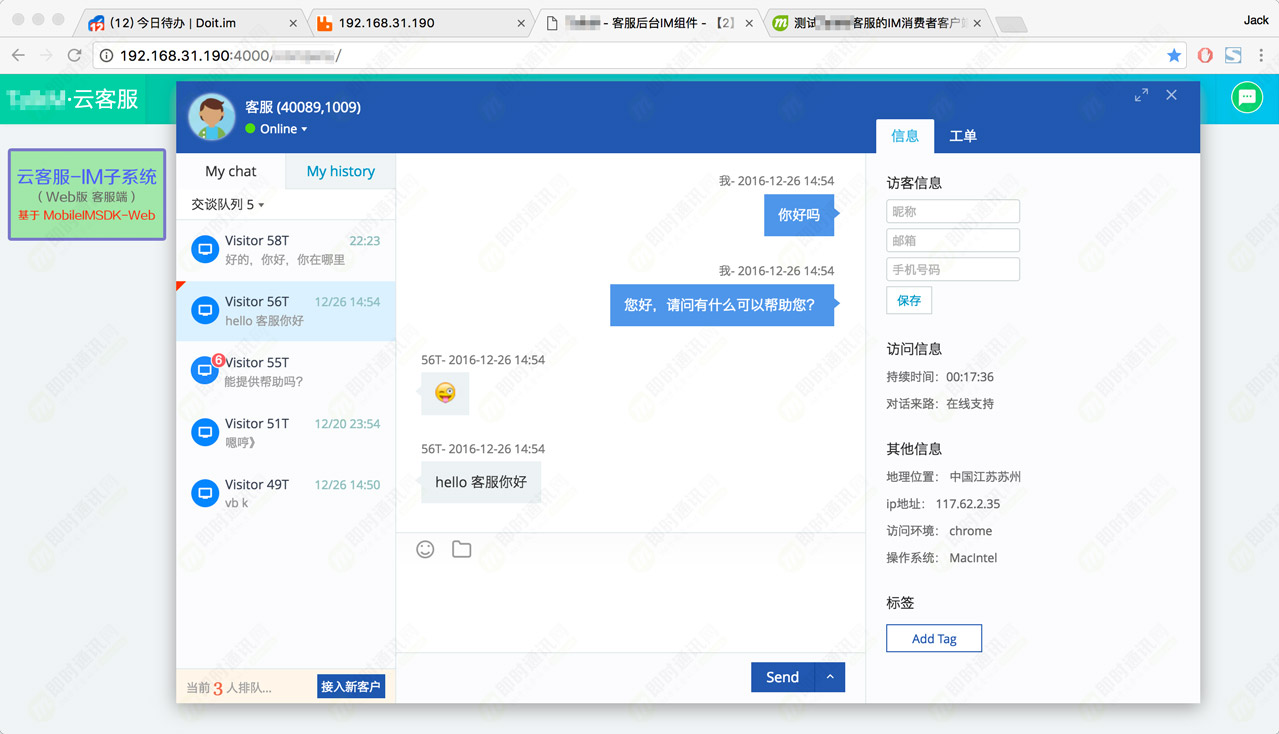 (12) 今日待办 | Doit.im
192.168.31.190
- 客服后台IM组件 - 【2】
测试
客服的IM消费者客户
Jack
192.168.31.190:4000/
/
·云客服
云客服-IM子系统
( Web版 客服端 )
基于 MobileIMSDK-Web
客服 (40089,1009)
Online
信息
工单
My chat
My history
交谈队列 5
Visitor 58T
22:23
好的，你好，你在哪里
Visitor 56T
12/26 14:54
hello 客服你好
6
Visitor 55T
能提供帮助吗?
Visitor 51T
12/20 23:54
嗯哼》
Visitor 49T
12/26 14:50
vb k
当前 3 人排队...
接入新客户
我- 2016-12-26 14:54
你好吗
我- 2016-12-26 14:54
您好，请问有什么可以帮助您?
56T- 2016-12-26 14:54
56T- 2016-12-26 14:54
hello 客服你好
Send
访客信息
昵称
邮箱
手机号码
保存
访问信息
持续时间： 00:17:36
对话来路： 在线支持
其他信息
地理位置： 中国江苏苏州
ip地址： 117.62.2.35
访问环境： chrome
操作系统： MacIntel
标签
Add Tag
即时通讯网